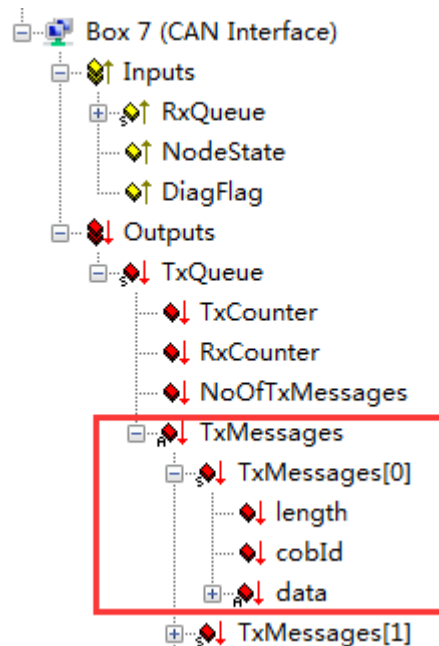 Box 7 (CAN Interface)
Inputs
RxQueue
NodeState
DiagFlag
Outputs
TxQueue
TxCounter
RxCounter
NoOfTxMessages
TxMessages
TxMessages[0]
length
cobId
data
TxMessages[1]